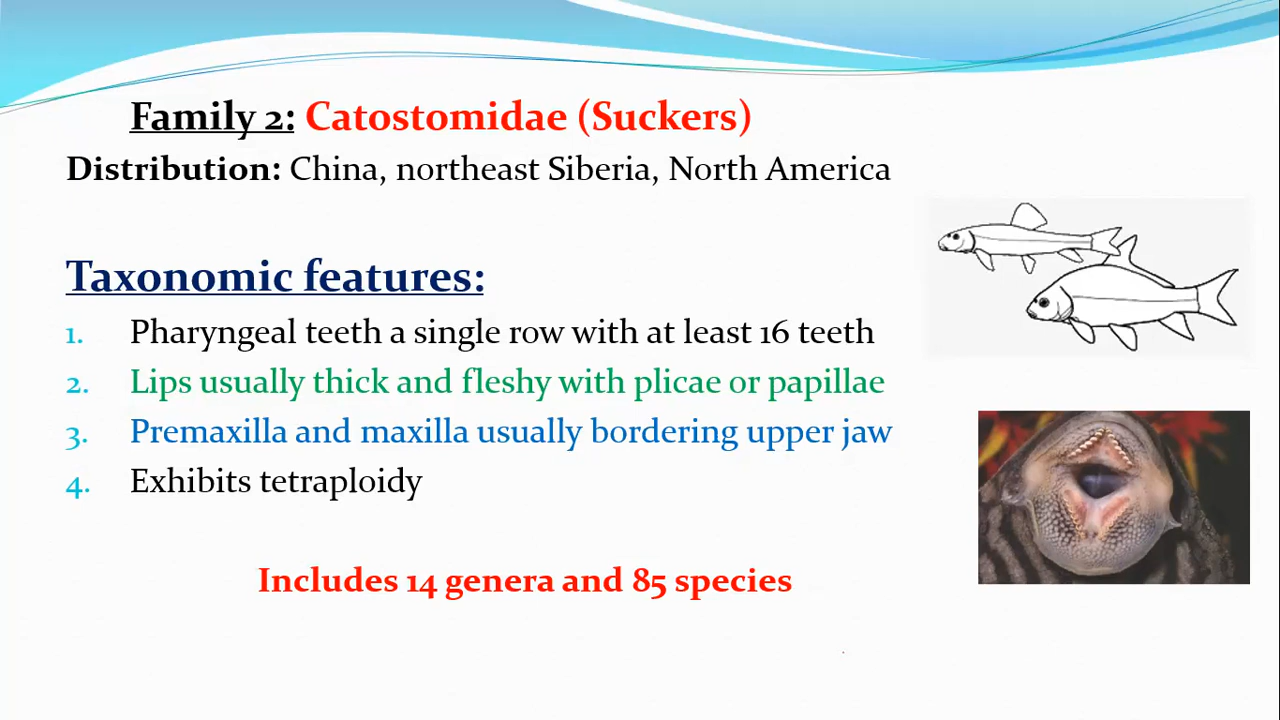 Family 2: Catostomidae (Suckers)
Distribution: China, northeast Siberia, North America
Taxonomic features:
1. Pharyngeal teeth a single row with at least 16 teeth
2. Lips usually thick and fleshy with plicae or papillae
3. Premaxilla and maxilla usually bordering upper jaw
4. Exhibits tetraploidy
Includes 14 genera and 85 species